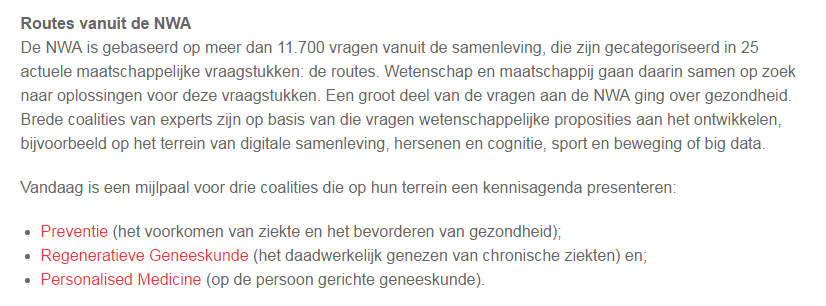 Routes vanuit de NWA
De NWA is gebaseerd op meer dan 11.700 vragen vanuit de samenleving, die zijn gecategoriseerd in 25
actuele maatschappelijke vraagstukken: de routes. Wetenschap en maatschappij gaan daarin samen op zoek
naar oplossingen voor deze vraagstukken. Een groot deel van de vragen aan de NWA ging over gezondheid.
Brede coalities van experts zijn op basis van die vragen wetenschappelijke proposities aan het ontwikkelen,
bijvoorbeeld op het terrein van digitale samenleving, hersenen en cognitie, sport en beweging of big data.
Vandaag is een mijlpaal voor drie coalities die op hun terrein een kennisagenda presenteren:
• Preventie (het voorkomen van ziekte en het bevorderen van gezondheid);
• Regeneratieve Geneeskunde (het daadwerkelijk genezen van chronische ziekten) en;
• Personalised Medicine (op de persoon gerichte geneeskunde).